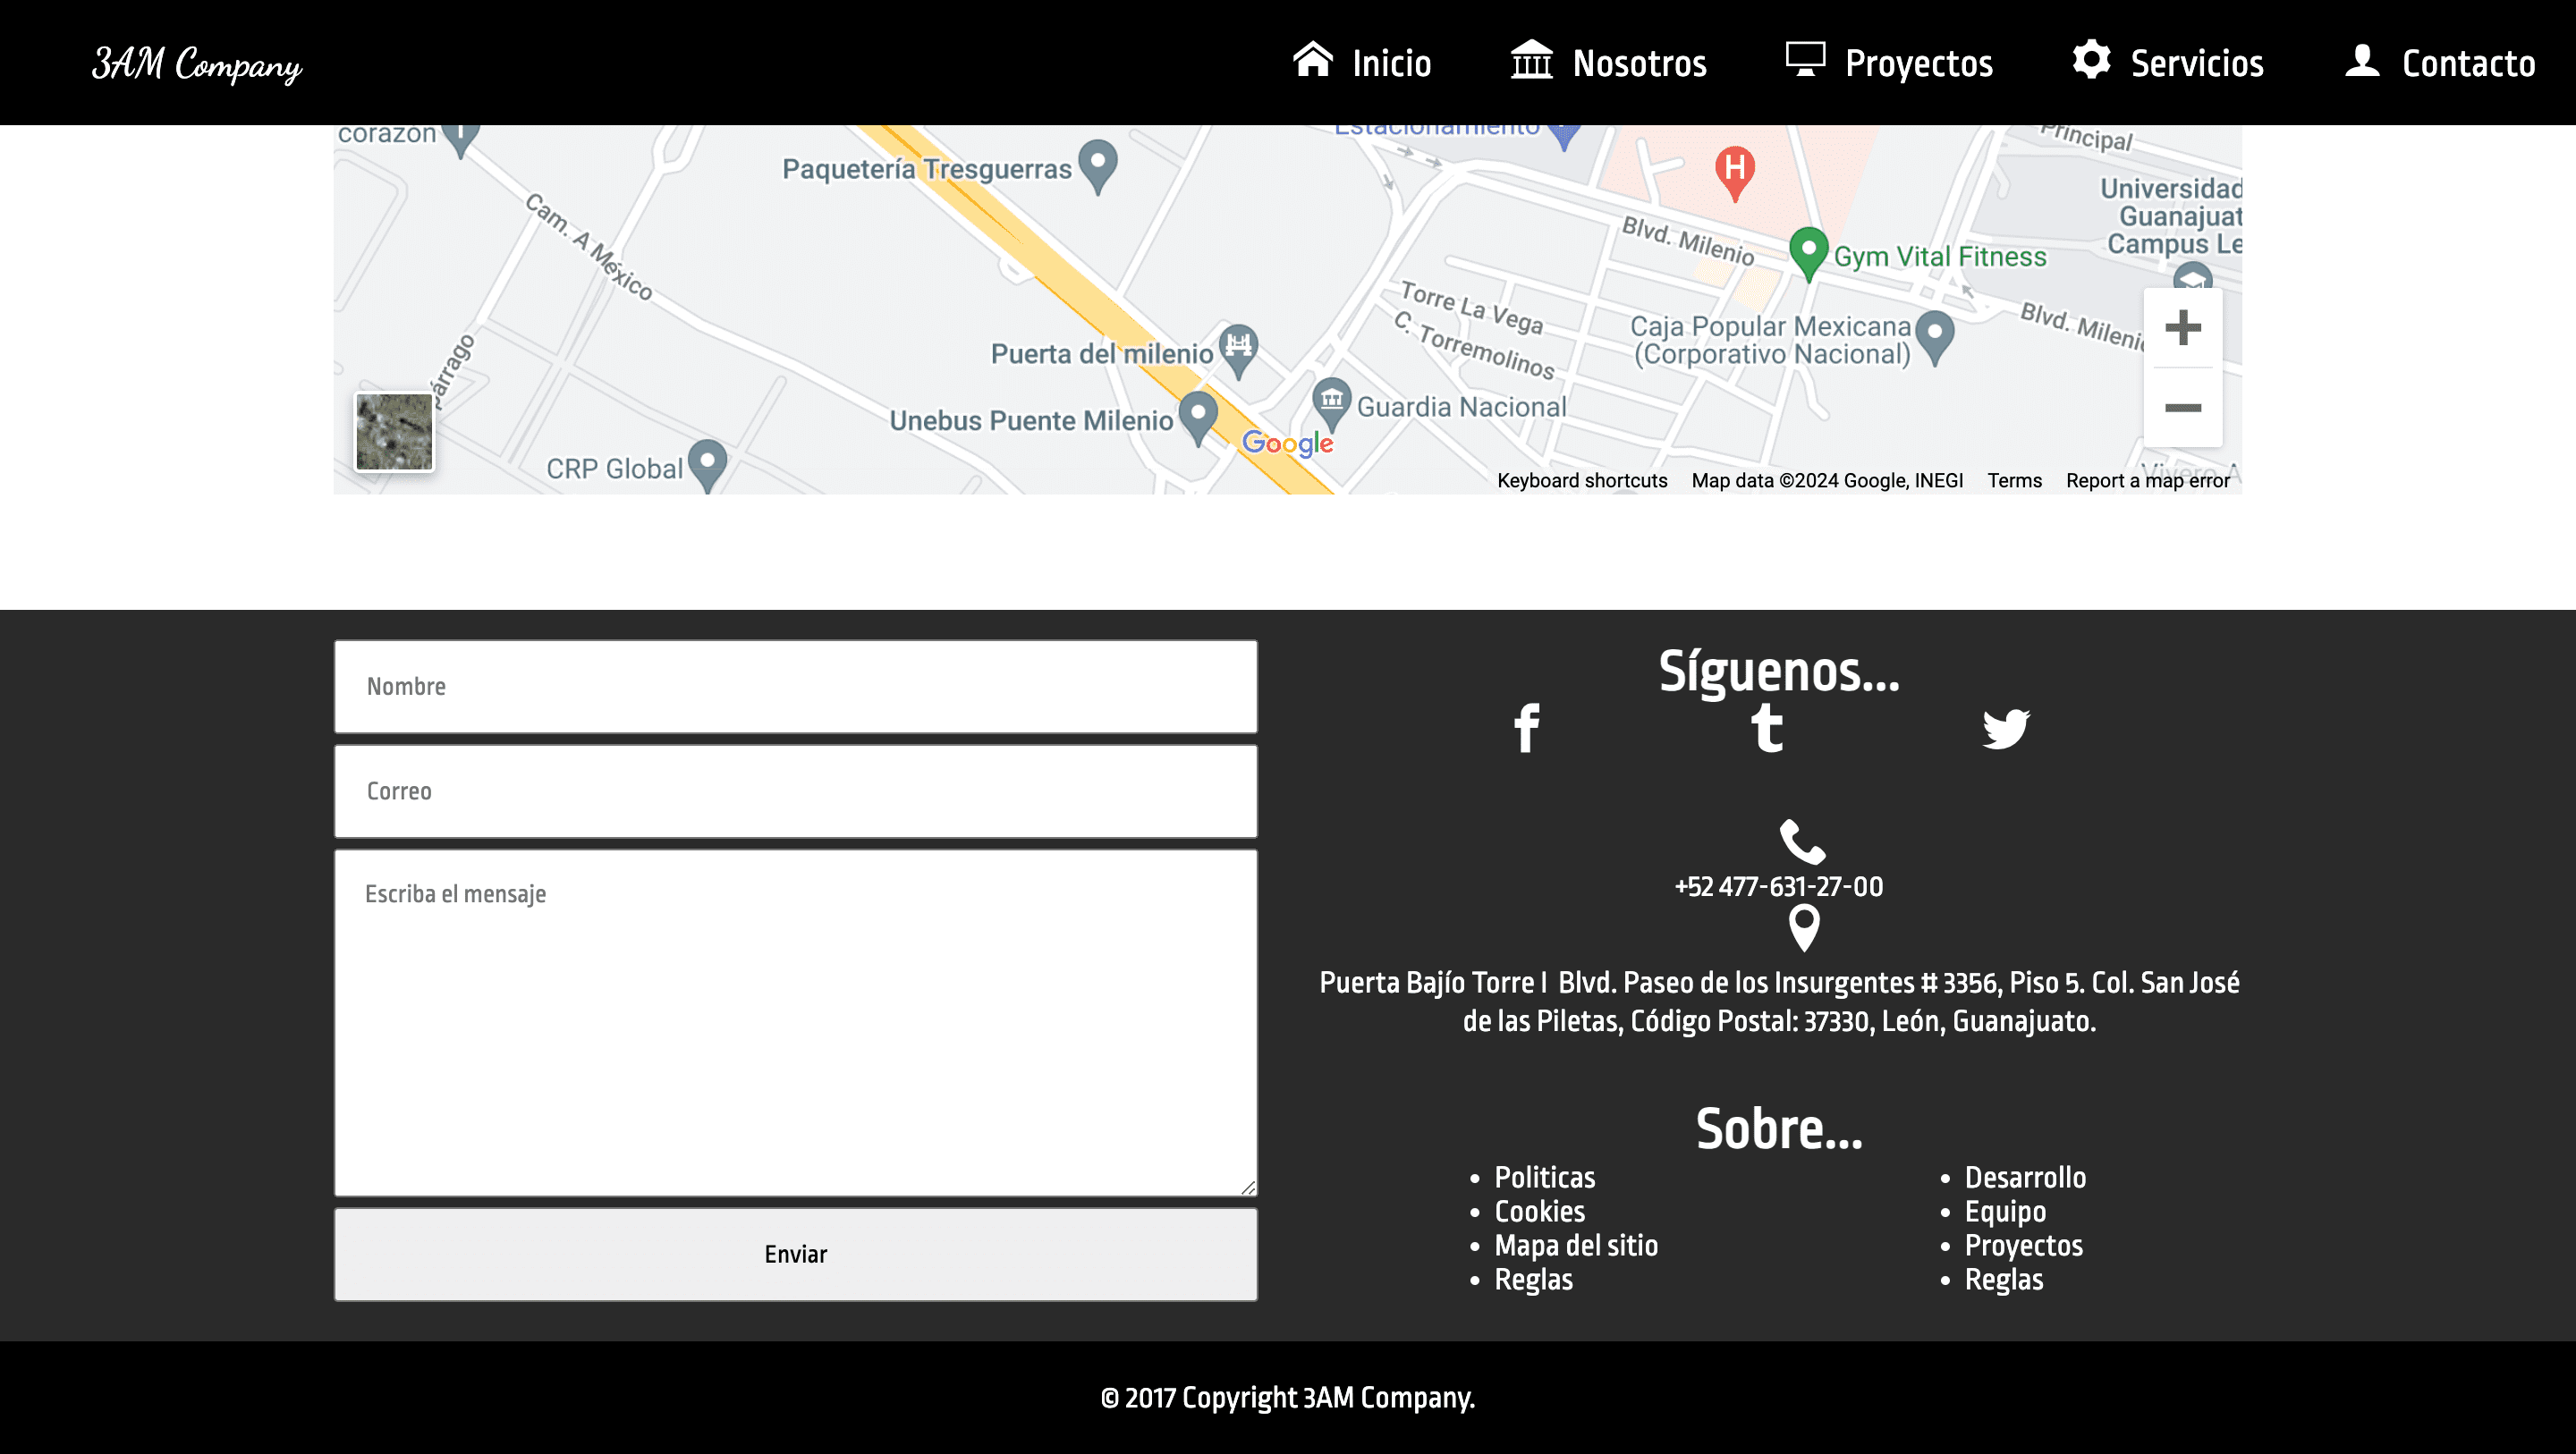 3AM Company
Inicio
Nosotros
Proyectos
Servicios
Contacto
corazón
Estacionamiento
Principal
Paquetería Tresguerras
H
Universidad
Guanajuat
Campus Le
Cam. A México
Blvd. Milenio
Gym Vital Fitness
Torre La Vega
C. Torremolinos
Caja Popular Mexicana
(Corporativo Nacional)
Blvd. Milenio
Puerta del milenio
párrago
Guardia Nacional
Unebus Puente Milenio
Google
CRP Global
Vivero A
Keyboard shortcuts
Map data ©2024 Google, INEGI
Terms
Report a map error
Nombre
Correo
Escriba el mensaje
Enviar
Síguenos...
+52 477-631-27-00
Puerta Bajío Torre I Blvd. Paseo de los Insurgentes # 3356, Piso 5. Col. San José
de las Piletas, Código Postal: 37330, León, Guanajuato.
Sobre...
• Politicas
• Cookies
• Mapa del sitio
• Reglas
• Desarrollo
• Equipo
• Proyectos
• Reglas
© 2017 Copyright 3AM Company.